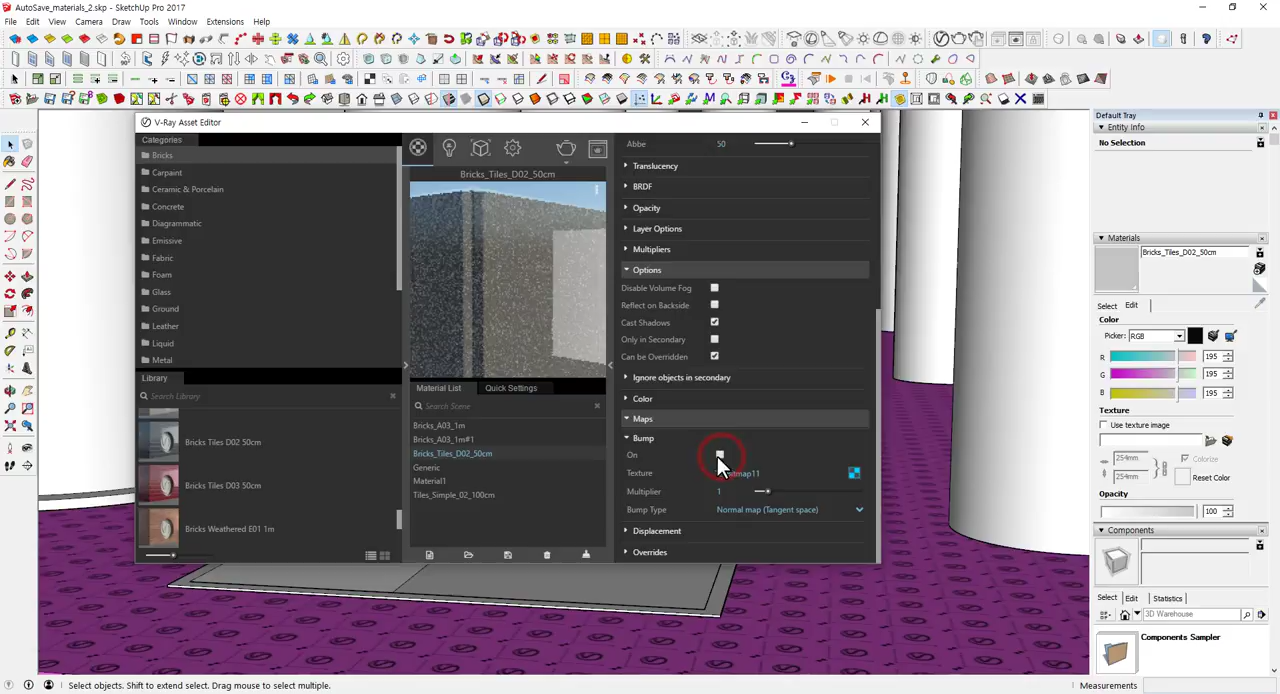 AutoSave_materials_2.skp - SketchUp Pro 2017
File Edit View Camera Draw Tools Window Extensions Help
V-Ray Asset Editor
Categories
Bricks
Carpaint
Ceramic & Porcelain
Concrete
Diagrammatic
Emissive
Fabric
Foam
Glass
Ground
Leather
Liquid
Metal
Library
Search Library
Bricks Tiles D02 50cm
Bricks Tiles D03 50cm
Bricks Weathered E01 1m
Bricks_Tiles_D02_50cm
Material List Quick Settings
Search Scene
Bricks_A03_1m
Bricks_A03_1m#1
Bricks_Tiles_D02_50cm
Generic
Material1
Tiles_Simple_02_100cm
Abbe 50
Translucency
BRDF
Opacity
Layer Options
Multipliers
Options
Disable Volume Fog
Reflect on Backside
Cast Shadows
Only in Secondary
Can be Overridden
Ignore objects in secondary
Color
Maps
Bump
On
Texture
Multiplier 1
Bump Type Normal map (Tangent space)
Displacement
Overrides
Default Tray
Entity Info
No Selection
Materials
Bricks_Tiles_D02_50cm
Select Edit
Color
Picker: RGB
R 195
G 195
B 195
Texture
Use texture image
254mm Colorize
254mm Reset Color
Opacity
100
Components
Select Edit Statistics
3D Warehouse
Components Sampler
Select objects. Shift to extend select. Drag mouse to select multiple.
Measurements